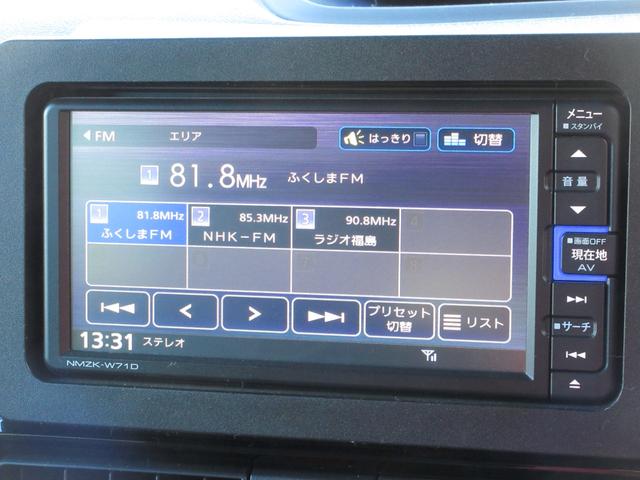 FM エリア
はっきり
切替
1 81.8MHz ふくしまFM
1 81.8MHz
ふくしまFM
2 85.3MHz
NHK-FM
3 90.8MHz
ラジオ福島
4
プリセット
切替
リスト
13:31 ステレオ
NMZK-W71D
メニュー
スタンバイ
音量
画面OFF
現在地
AV
サーチ